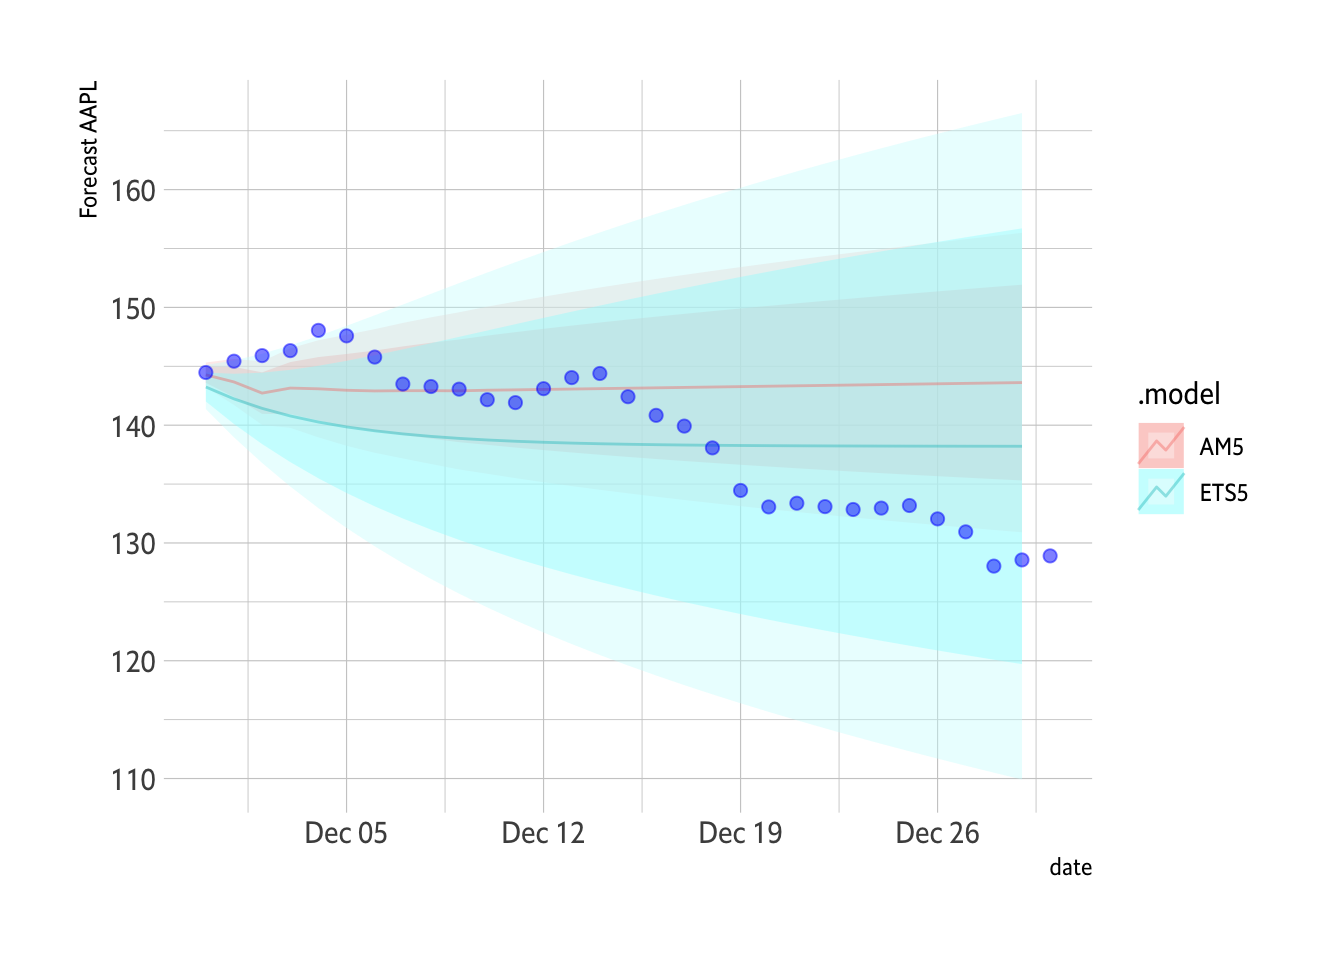 Forecast AAPL
160
150
140
130
120
110
Dec 05
Dec 12
Dec 19
Dec 26
date
.model
AM5
ETS5